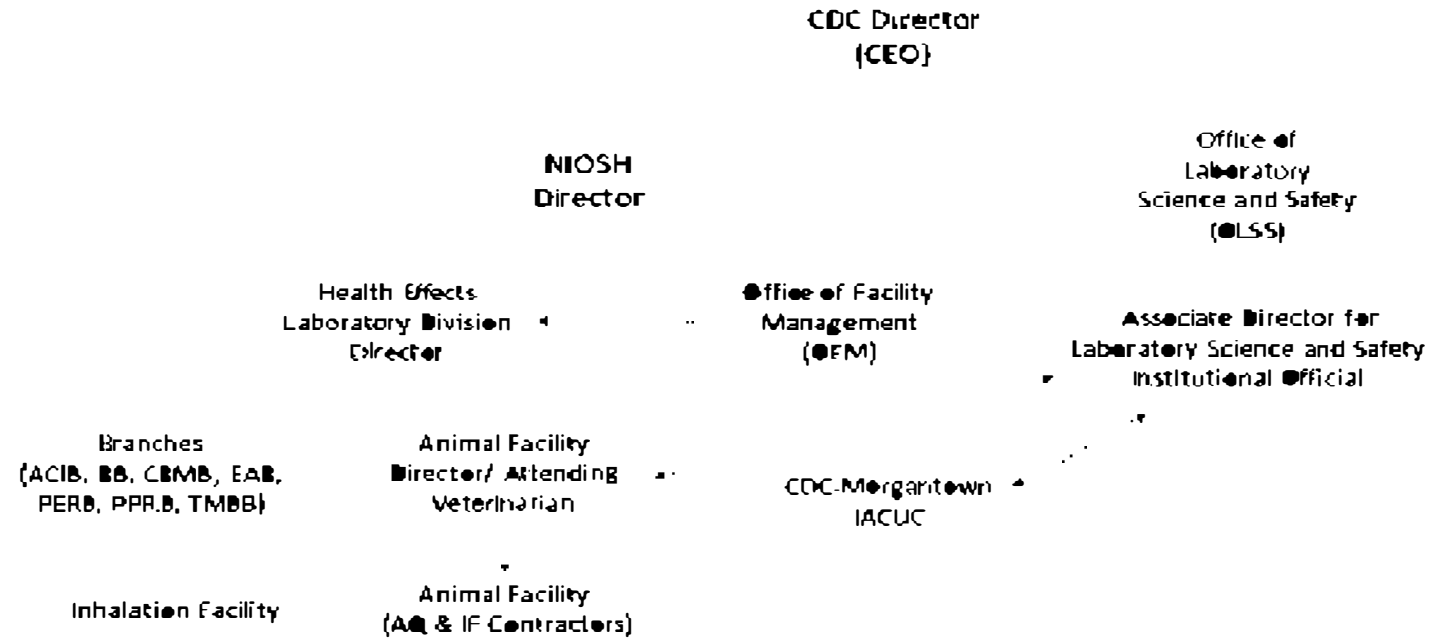 CDC Director
(CEO)
NIOSH
Director
Office of
Laboratory
Science and Safety
(OLSS)
Health Effects
Laboratory Division
Director
Office of Facility
Management
(OFM)
Associate Director for
Laboratory Science and Safety
Institutional Official
Branches
(ACIB, BB, CBMB, EAB,
PERB, PPRB, TMBB)
Animal Facility
Director/ Attending
Veterinarian
CDC-Morgantown
IACUC
Inhalation Facility
Animal Facility
(AQ & IF Contractors)